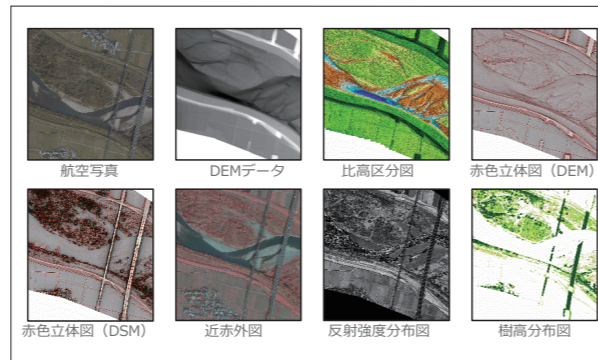 航空写真
DEMデータ
比高区分図
赤色立体図（DEM）
赤色立体図（DSM）
近赤外図
反射強度分布図
樹高分布図